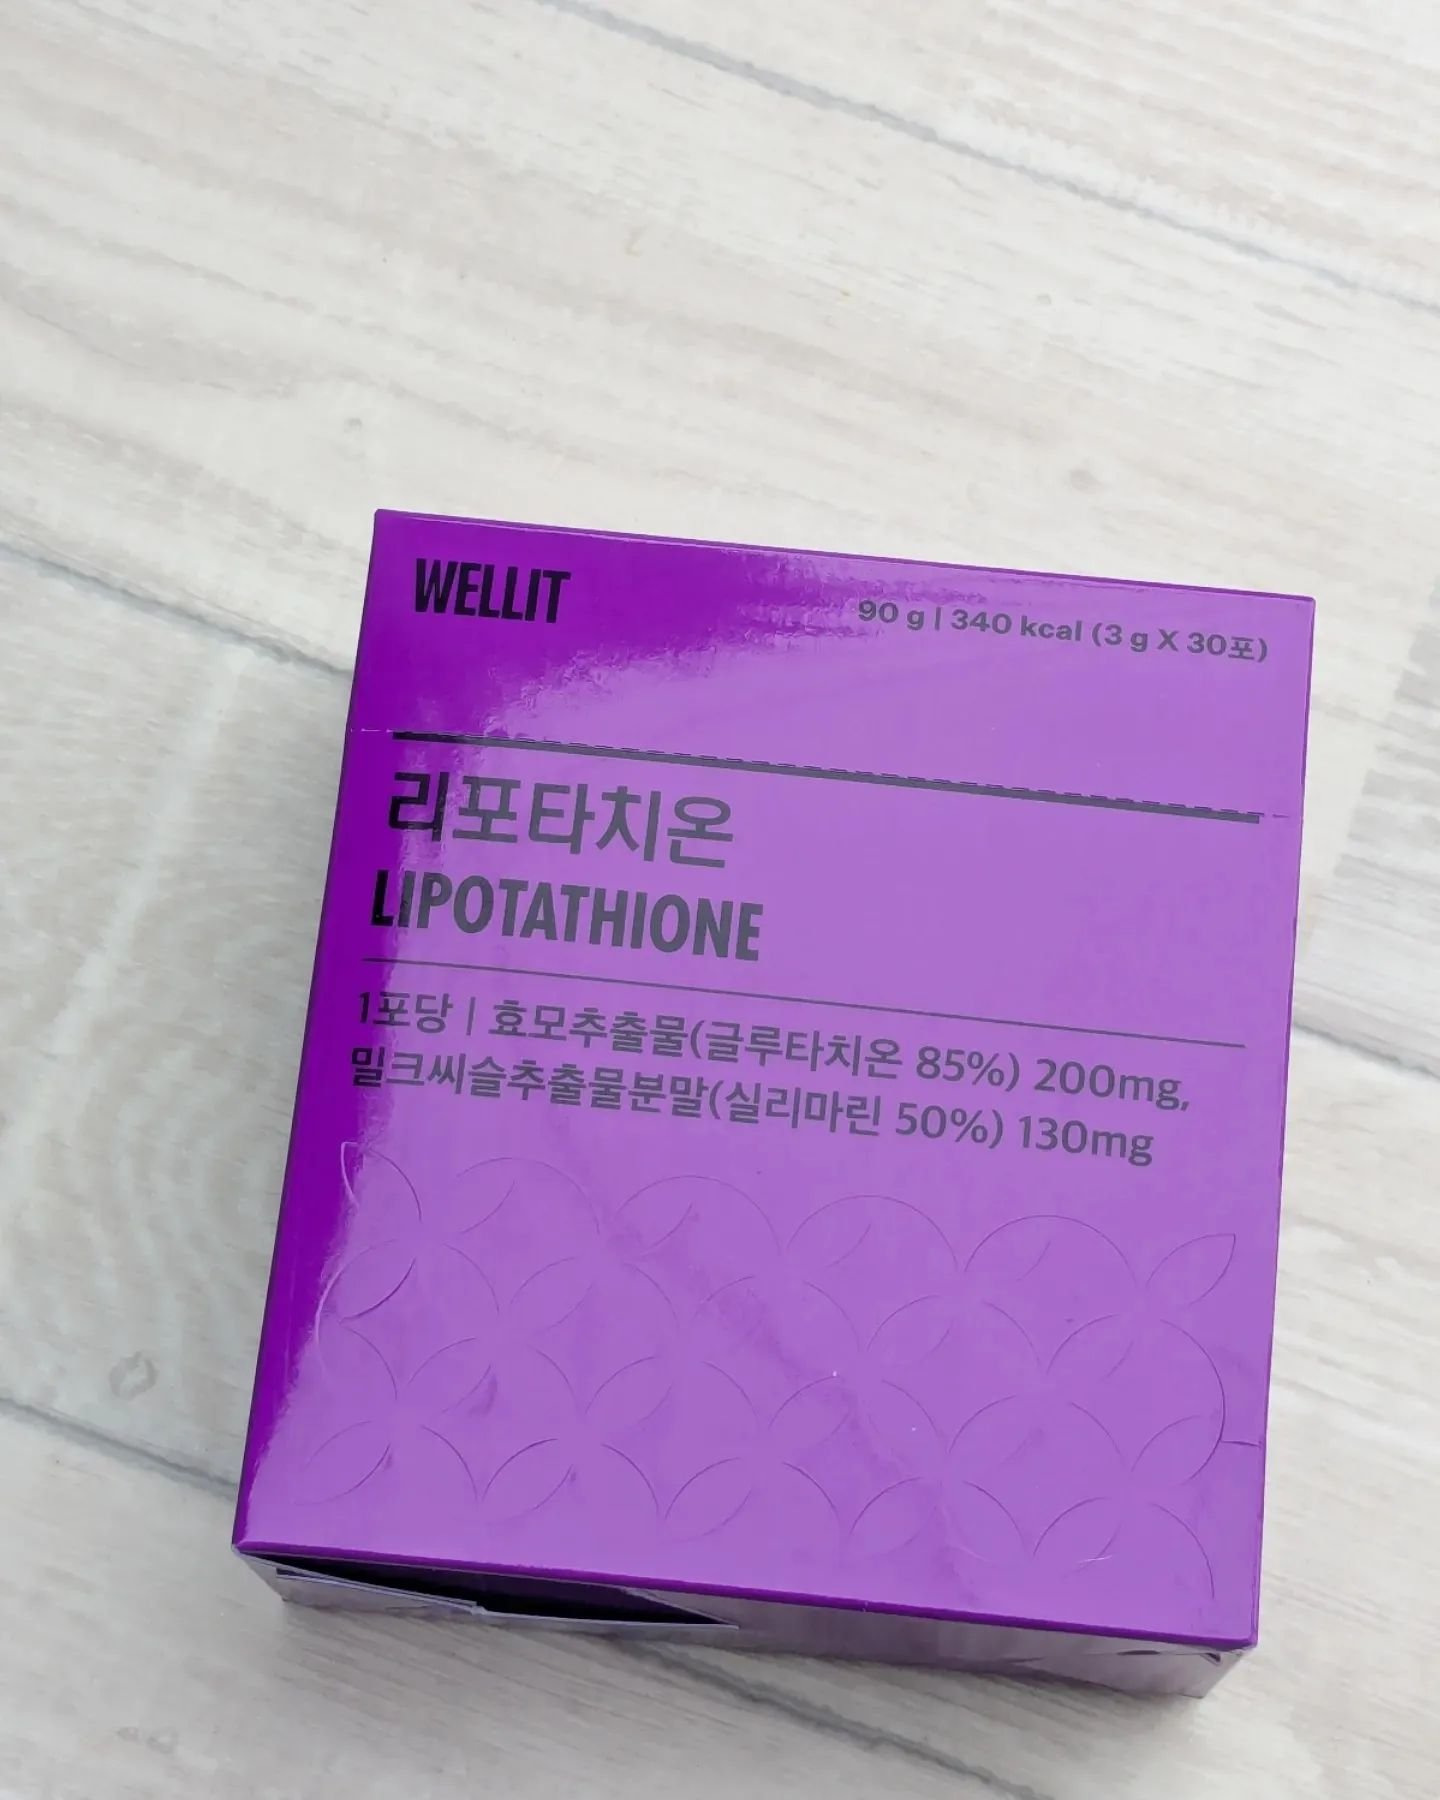 WELLIT
90 g | 340 kcal (3 g X 30포)
리포타치온
LIPOTATHIONE
1포당 | 효모추출물(글루타치온 85%) 200mg,
밀크씨슬추출물분말(실리마린 50%) 130mg